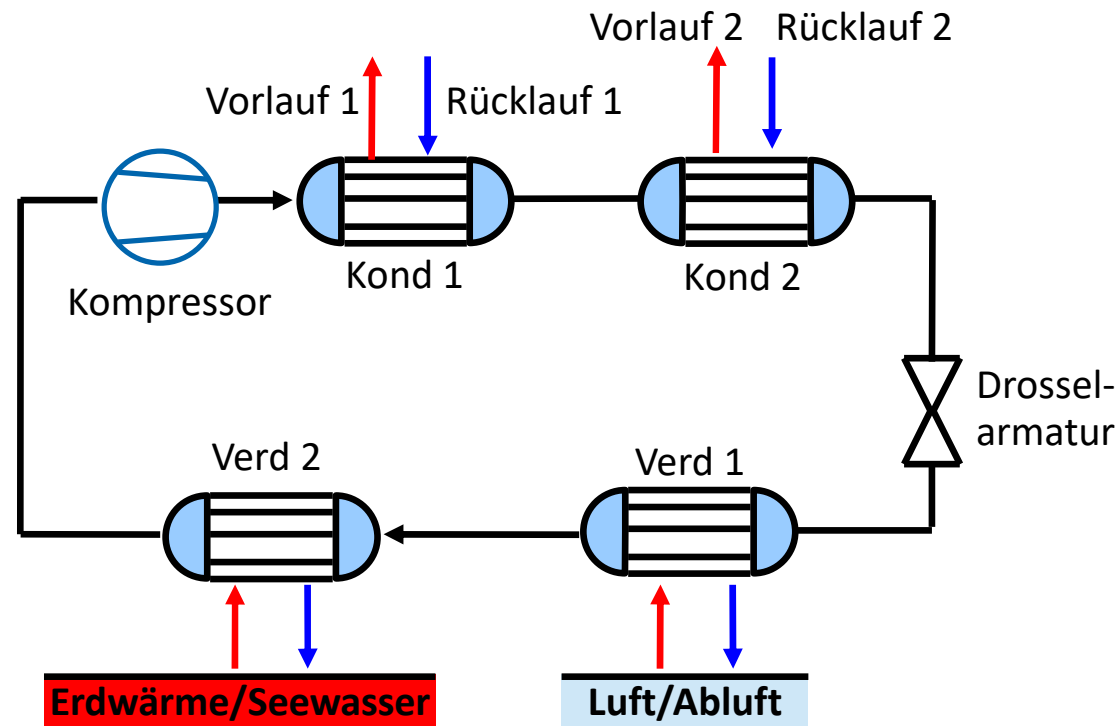 Vorlauf 2
Rücklauf 2
Vorlauf 1
Rücklauf 1
Kond 1
Kond 2
Kompressor
Drossel-
armatur
Verd 2
Verd 1
Erdwärme/Seewasser
Luft/Abluft